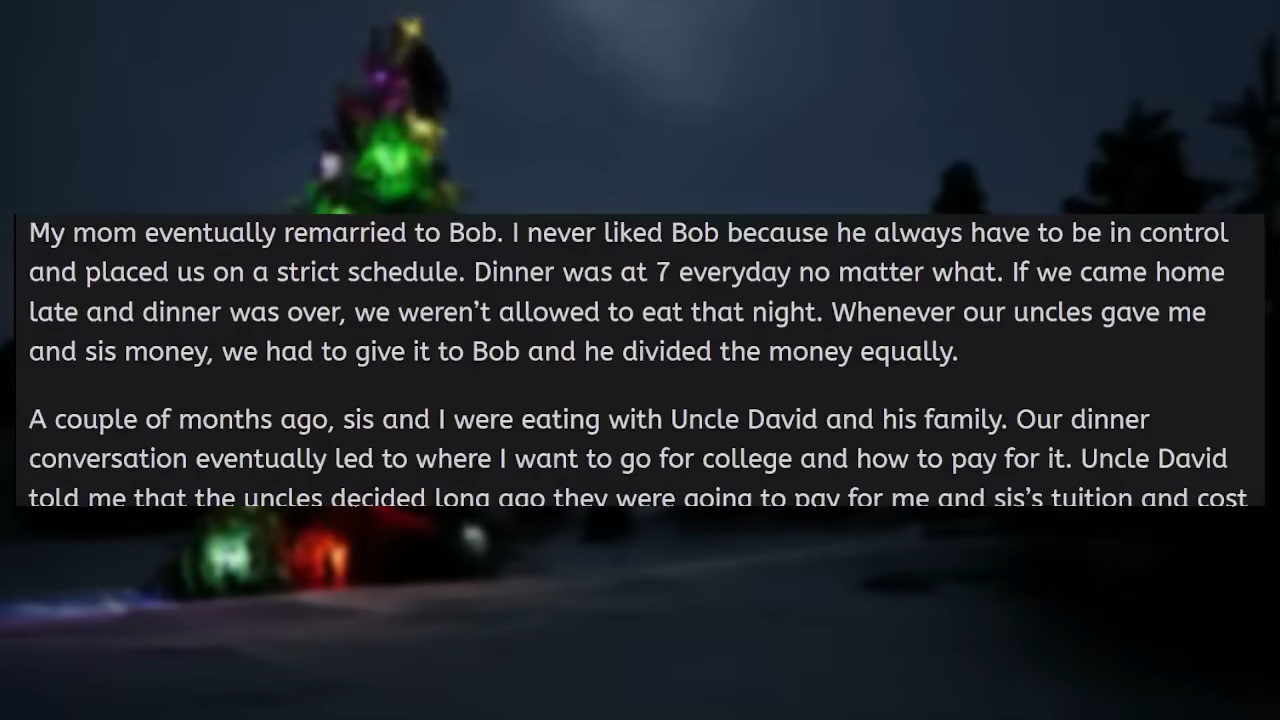 My mom eventually remarried to Bob. I never liked Bob because he always have to be in control
and placed us on a strict schedule. Dinner was at 7 everyday no matter what. If we came home
late and dinner was over, we weren’t allowed to eat that night. Whenever our uncles gave me
and sis money, we had to give it to Bob and he divided the money equally.
A couple of months ago, sis and I were eating with Uncle David and his family. Our dinner
conversation eventually led to where I want to go for college and how to pay for it. Uncle David
told me that the uncles decided long ago they were going to pay for me and sis’s tuition and cost